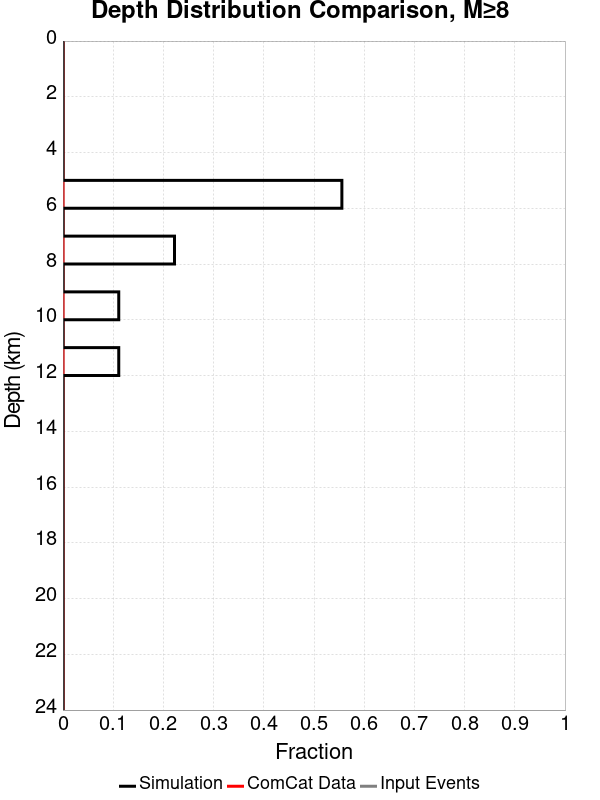 Depth Distribution Comparison, M≥8
0
2
4
6
8
10
12
14
16
18
20
22
24
Depth (km)
0 0.1 0.2 0.3 0.4 0.5 0.6 0.7 0.8 0.9 1
Fraction
Simulation ComCat Data Input Events